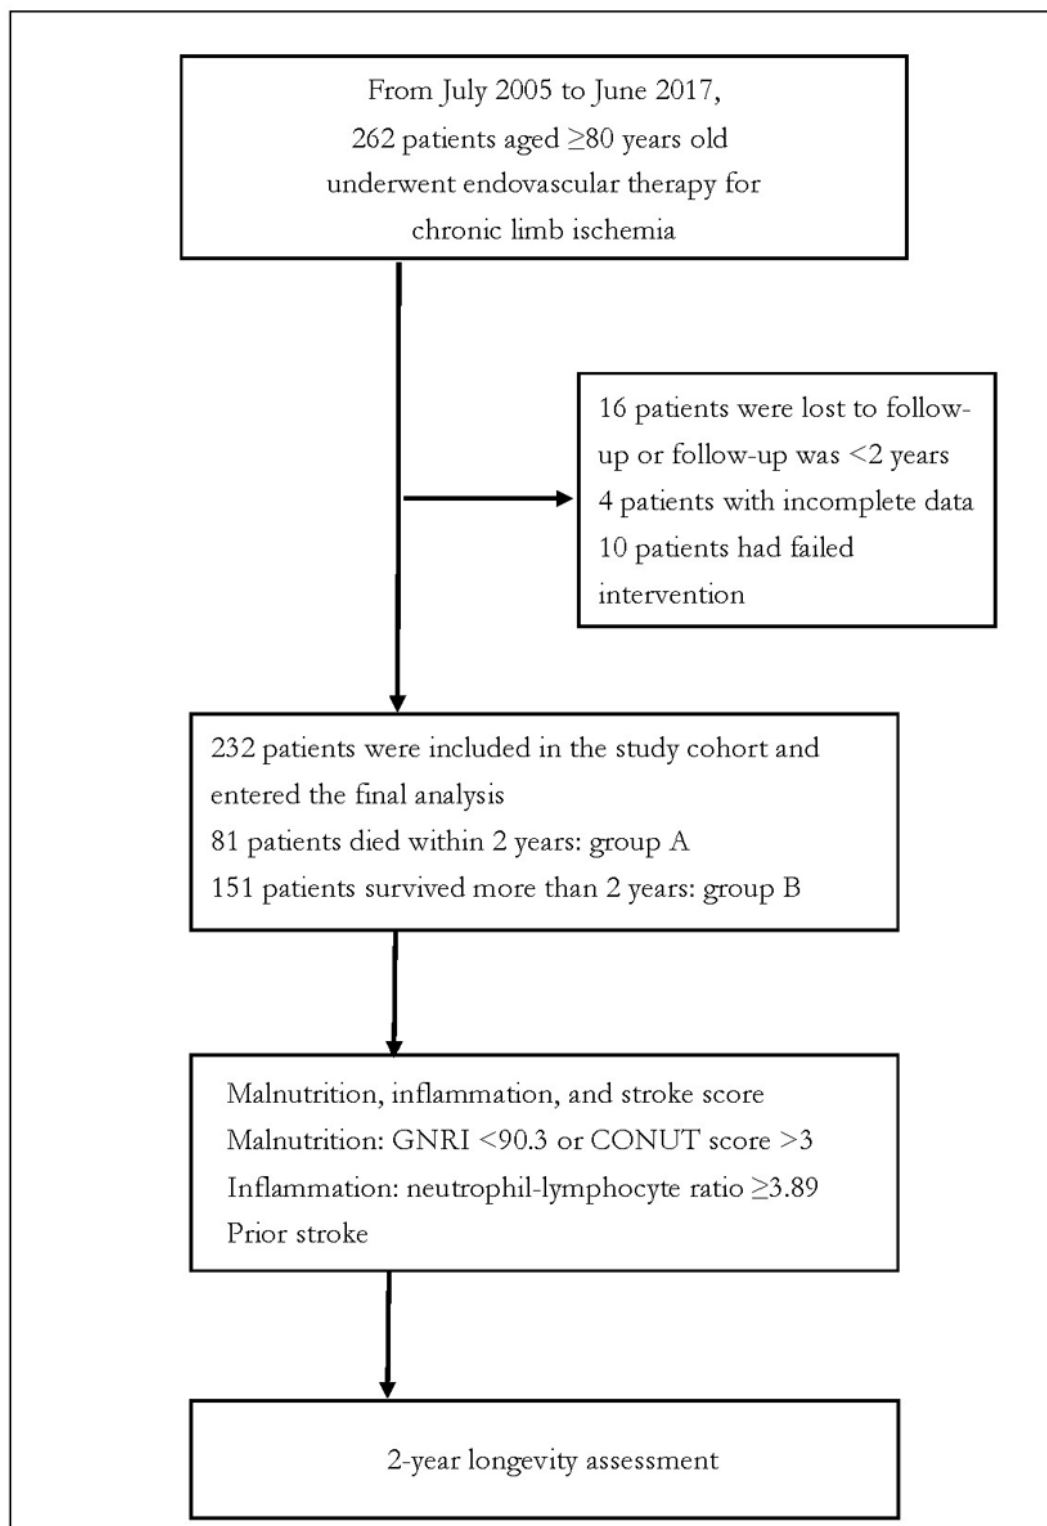 From July 2005 to June 2017,
262 patients aged ≥80 years old
underwent endovascular therapy for
chronic limb ischemia
16 patients were lost to follow-
up or follow-up was <2 years
4 patients with incomplete data
10 patients had failed
intervention
232 patients were included in the study cohort and
entered the final analysis
81 patients died within 2 years: group A
151 patients survived more than 2 years: group B
Malnutrition, inflammation, and stroke score
Malnutrition: GNRI <90.3 or CONUT score >3
Inflammation: neutrophil-lymphocyte ratio ≥3.89
Prior stroke
2-year longevity assessment